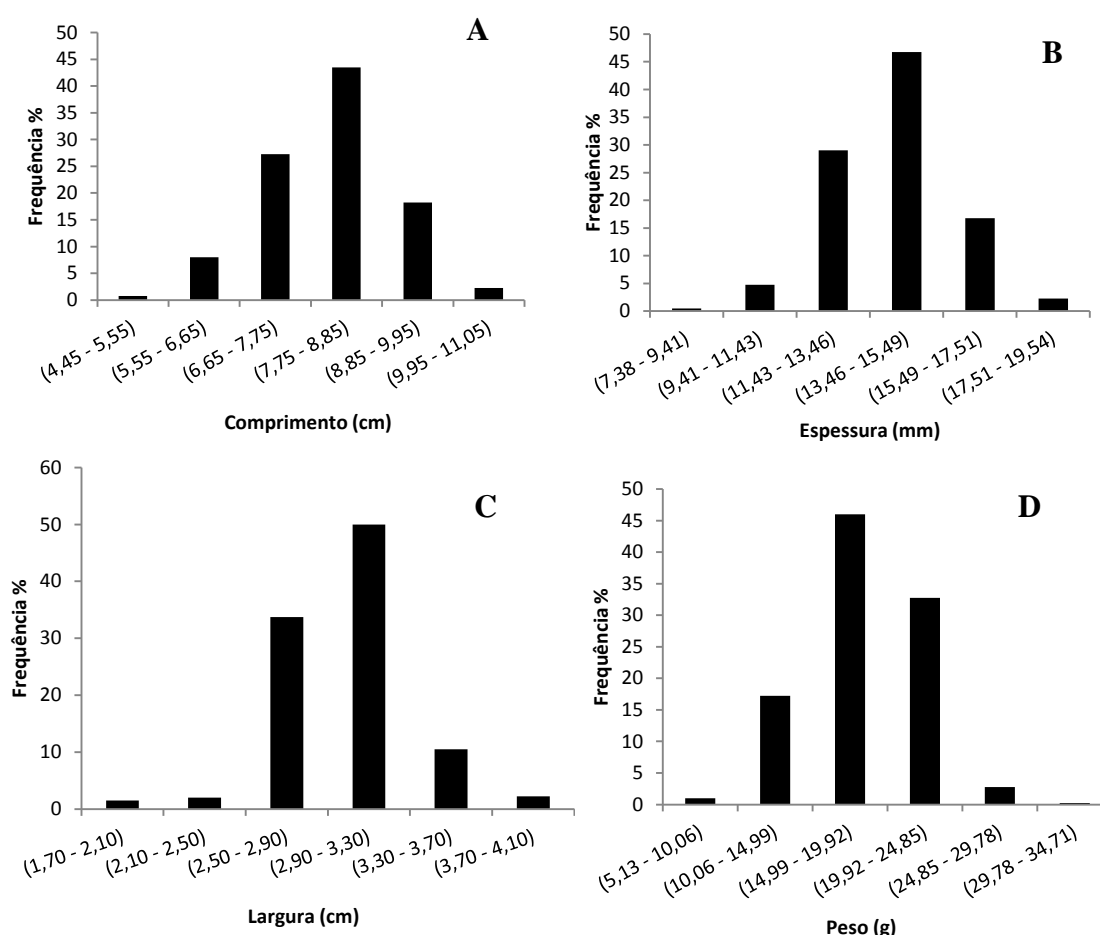 A
Frequência %
50
45
40
35
30
25
20
15
10
5
0
(4,45 - 5,55)
(5,55 - 6,65)
(6,65 - 7,75)
(7,75 - 8,85)
(8,85 - 9,95)
(9,95 - 11,05)
Comprimento (cm)
B
Frequência %
50
45
40
35
30
25
20
15
10
5
0
(7,38 - 9,41)
(9,41 - 11,43)
(11,43 - 13,46)
(13,46 - 15,49)
(15,49 - 17,51)
(17,51 - 19,54)
Espessura (mm)
C
Frequência %
60
50
40
30
20
10
0
(1,70 - 2,10)
(2,10 - 2,50)
(2,50 - 2,90)
(2,90 - 3,30)
(3,30 - 3,70)
(3,70 - 4,10)
Largura (cm)
D
Frequência %
50
45
40
35
30
25
20
15
10
5
0
(5,13 - 10,06)
(10,06 - 14,99)
(14,99 - 19,92)
(19,92 - 24,85)
(24,85 - 29,78)
(29,78 - 34,71)
Peso (g)